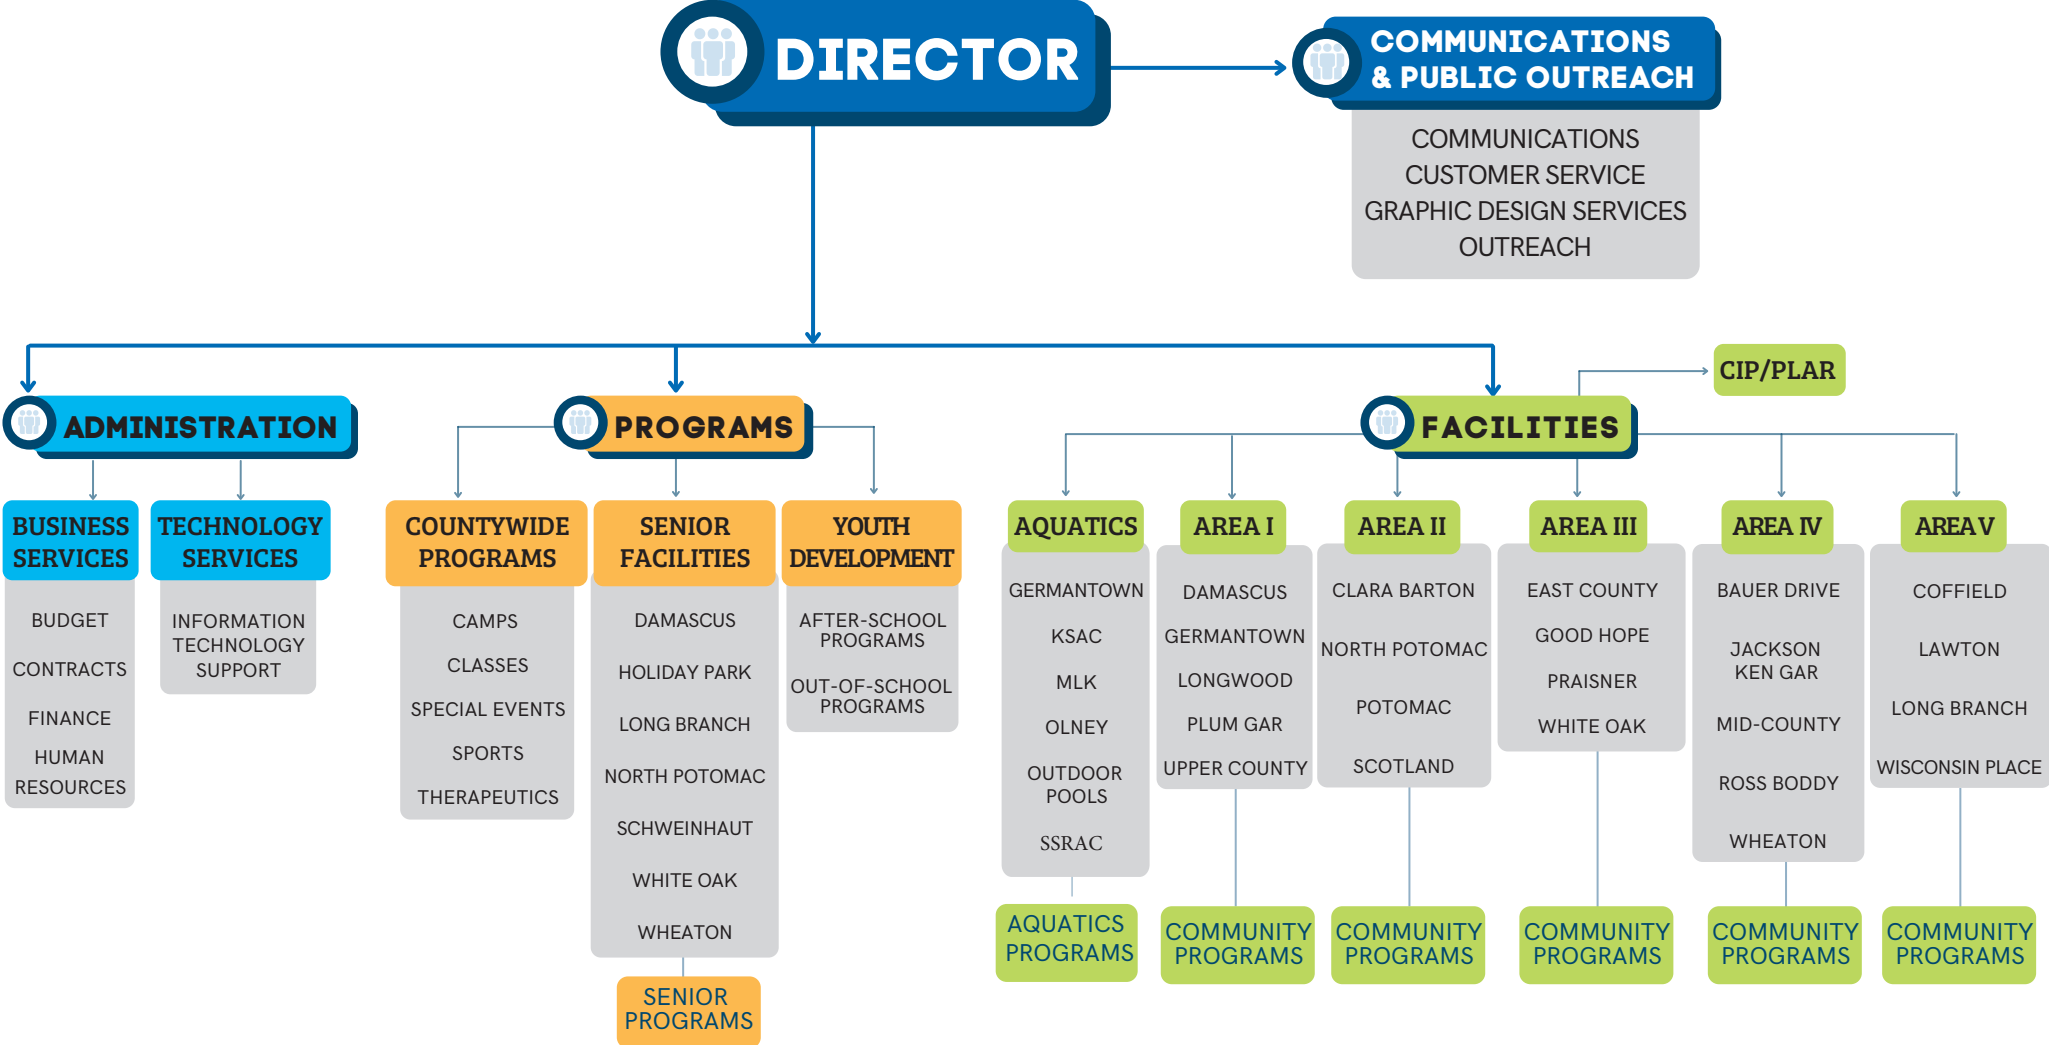 DIRECTOR
COMMUNICATIONS
& PUBLIC OUTREACH
COMMUNICATIONS
CUSTOMER SERVICE
GRAPHIC DESIGN SERVICES
OUTREACH
CIP/PLAR
ADMINISTRATION
PROGRAMS
FACILITIES
BUSINESS
SERVICES
BUDGET
CONTRACTS
FINANCE
HUMAN
RESOURCES
TECHNOLOGY
SERVICES
INFORMATION
TECHNOLOGY
SUPPORT
COUNTYWIDE
PROGRAMS
CAMPS
CLASSES
SPECIAL EVENTS
SPORTS
THERAPEUTICS
SENIOR
FACILITIES
DAMASCUS
HOLIDAY PARK
LONG BRANCH
NORTH POTOMAC
SCHWEINHAUT
WHITE OAK
WHEATON
SENIOR
PROGRAMS
YOUTH
DEVELOPMENT
AFTER-SCHOOL
PROGRAMS
OUT-OF-SCHOOL
PROGRAMS
AQUATICS
GERMANTOWN
KSAC
MLK
OLNEY
OUTDOOR
POOLS
SSRAC
AQUATICS
PROGRAMS
AREA I
DAMASCUS
GERMANTOWN
LONGWOOD
PLUM GAR
UPPER COUNTY
COMMUNITY
PROGRAMS
AREA II
CLARA BARTON
NORTH POTOMAC
POTOMAC
SCOTLAND
COMMUNITY
PROGRAMS
AREA III
EAST COUNTY
GOOD HOPE
PRAISNER
WHITE OAK
COMMUNITY
PROGRAMS
AREA IV
BAUER DRIVE
JACKSON
KEN GAR
MID-COUNTY
ROSS BODDY
WHEATON
COMMUNITY
PROGRAMS
AREA V
COFFIELD
LAWTON
LONG BRANCH
WISCONSIN PLACE
COMMUNITY
PROGRAMS